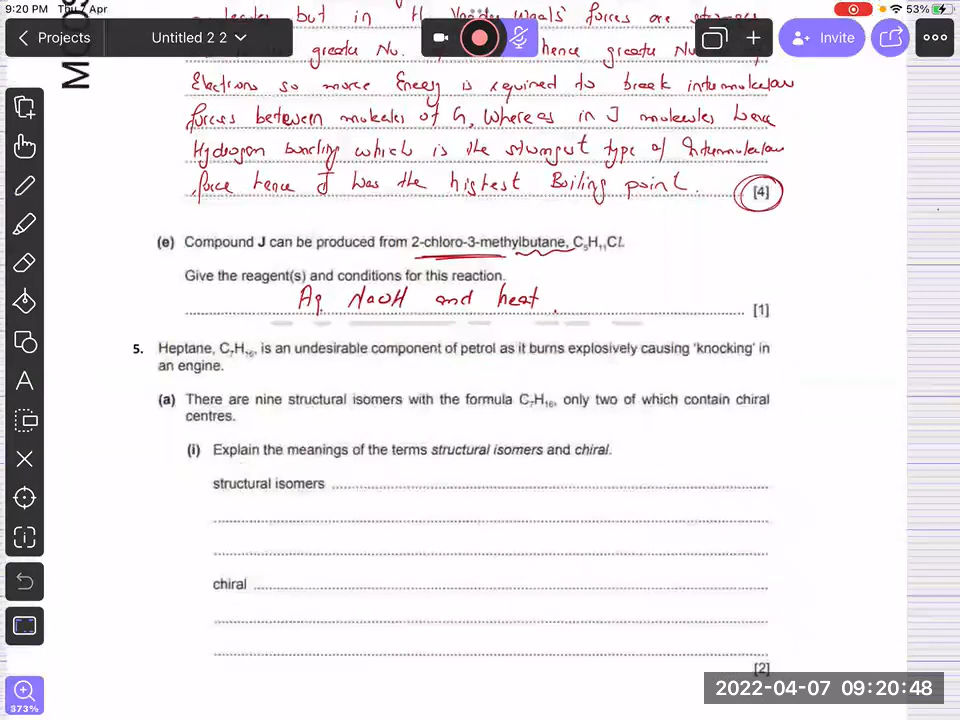 9:20 PM Thu 7 Apr
53%
Projects
Untitled 2 2
Invite
MOS
but in H Vander Waals' forces are
greater No. hence greater
Electrons so more Energy is required to break intermolecular
forces between molecules of G, Whereas in J molecules have
Hydrogen bonding which is the strongest type of Intermolecular
force hence J has the highest Boiling point.
[4]
(e) Compound J can be produced from 2-chloro-3-methylbutane, C₅H₁₁Cl.
Give the reagent(s) and conditions for this reaction.
Aq NaOH and heat.
[1]
5. Heptane, C₇H₁₆, is an undesirable component of petrol as it burns explosively causing 'knocking' in
an engine.
(a) There are nine structural isomers with the formula C₇H₁₆, only two of which contain chiral
centres.
(i) Explain the meanings of the terms structural isomers and chiral.
structural isomers
chiral
[2]
373%
2022-04-07 09:20:48